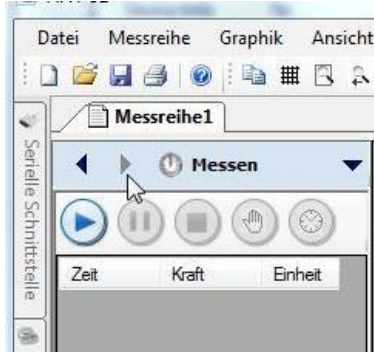 Datei Messreihe Graphik Ansicht
Messreihe1
Messen
Zeit Kraft Einheit
Serielle Schnittstelle